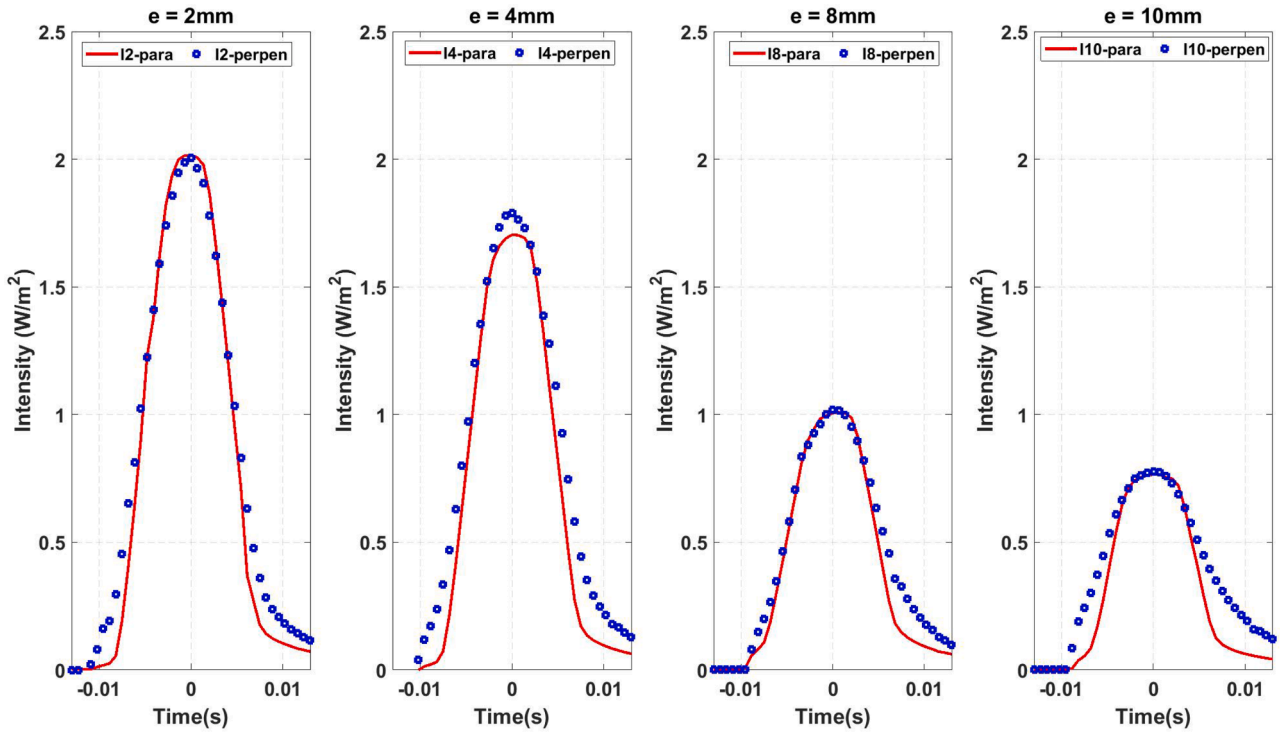 e = 2mm
I2-para I2-perpen
2.5
2
1.5
1
0.5
0
-0.01 0 0.01
Time(s)
Intensity (W/m²)
e = 4mm
I4-para I4-perpen
2.5
2
1.5
1
0.5
0
-0.01 0 0.01
Time(s)
Intensity (W/m²)
e = 8mm
I8-para I8-perpen
2.5
2
1.5
1
0.5
0
-0.01 0 0.01
Time(s)
Intensity (W/m²)
e = 10mm
I10-para I10-perpen
2.5
2
1.5
1
0.5
0
-0.01 0 0.01
Time(s)
Intensity (W/m²)